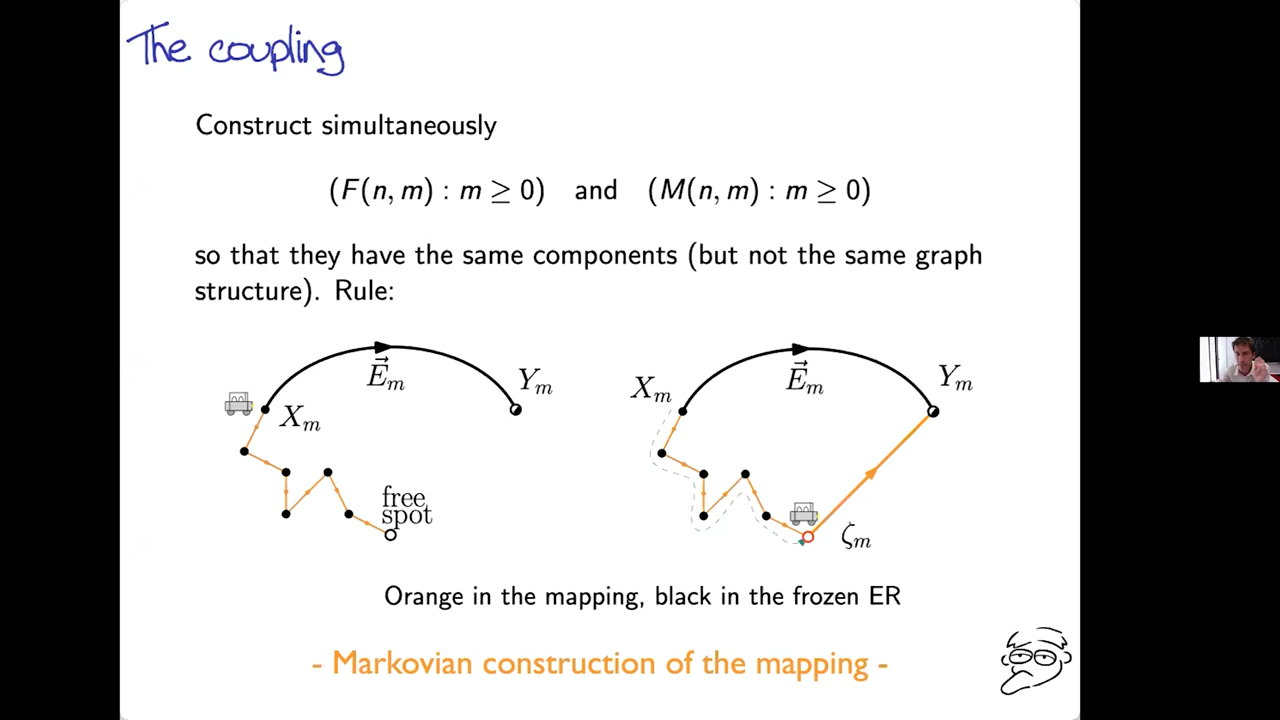 The coupling
Construct simultaneously
(F(n, m) : m ≥ 0) and (M(n, m) : m ≥ 0)
so that they have the same components (but not the same graph
structure). Rule:
E⃗_m
Y_m
X_m
free
spot
E⃗_m
Y_m
X_m
ζ_m
Orange in the mapping, black in the frozen ER
- Markovian construction of the mapping -